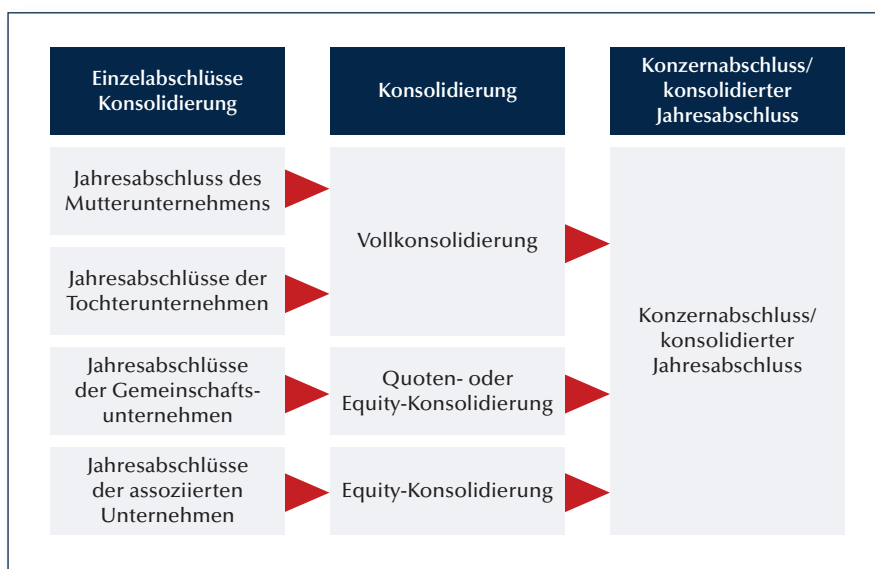 Einzelabschlüsse
Konsolidierung
Konsolidierung
Konzernabschluss/
konsolidierter
Jahresabschluss
Jahresabschluss des
Mutterunternehmens
Jahresabschlüsse der
Tochterunternehmen
Vollkonsolidierung
Jahresabschlüsse
der Gemeinschafts-
unternehmen
Quoten- oder
Equity-Konsolidierung
Jahresabschlüsse
der assoziierten
Unternehmen
Equity-Konsolidierung
Konzernabschluss/
konsolidierter
Jahresabschluss